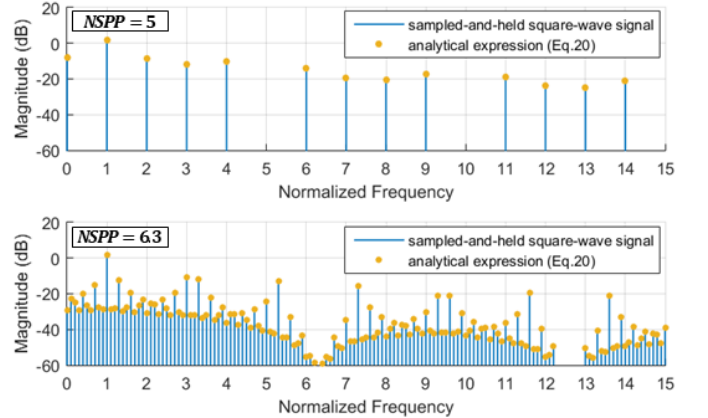 20
0
-20
-40
-60
Magnitude (dB)
NSPP = 5
sampled-and-held square-wave signal
analytical expression (Eq.20)
0 1 2 3 4 5 6 7 8 9 10 11 12 13 14 15
Normalized Frequency
20
0
-20
-40
-60
Magnitude (dB)
NSPP = 6.3
sampled-and-held square-wave signal
analytical expression (Eq.20)
0 1 2 3 4 5 6 7 8 9 10 11 12 13 14 15
Normalized Frequency